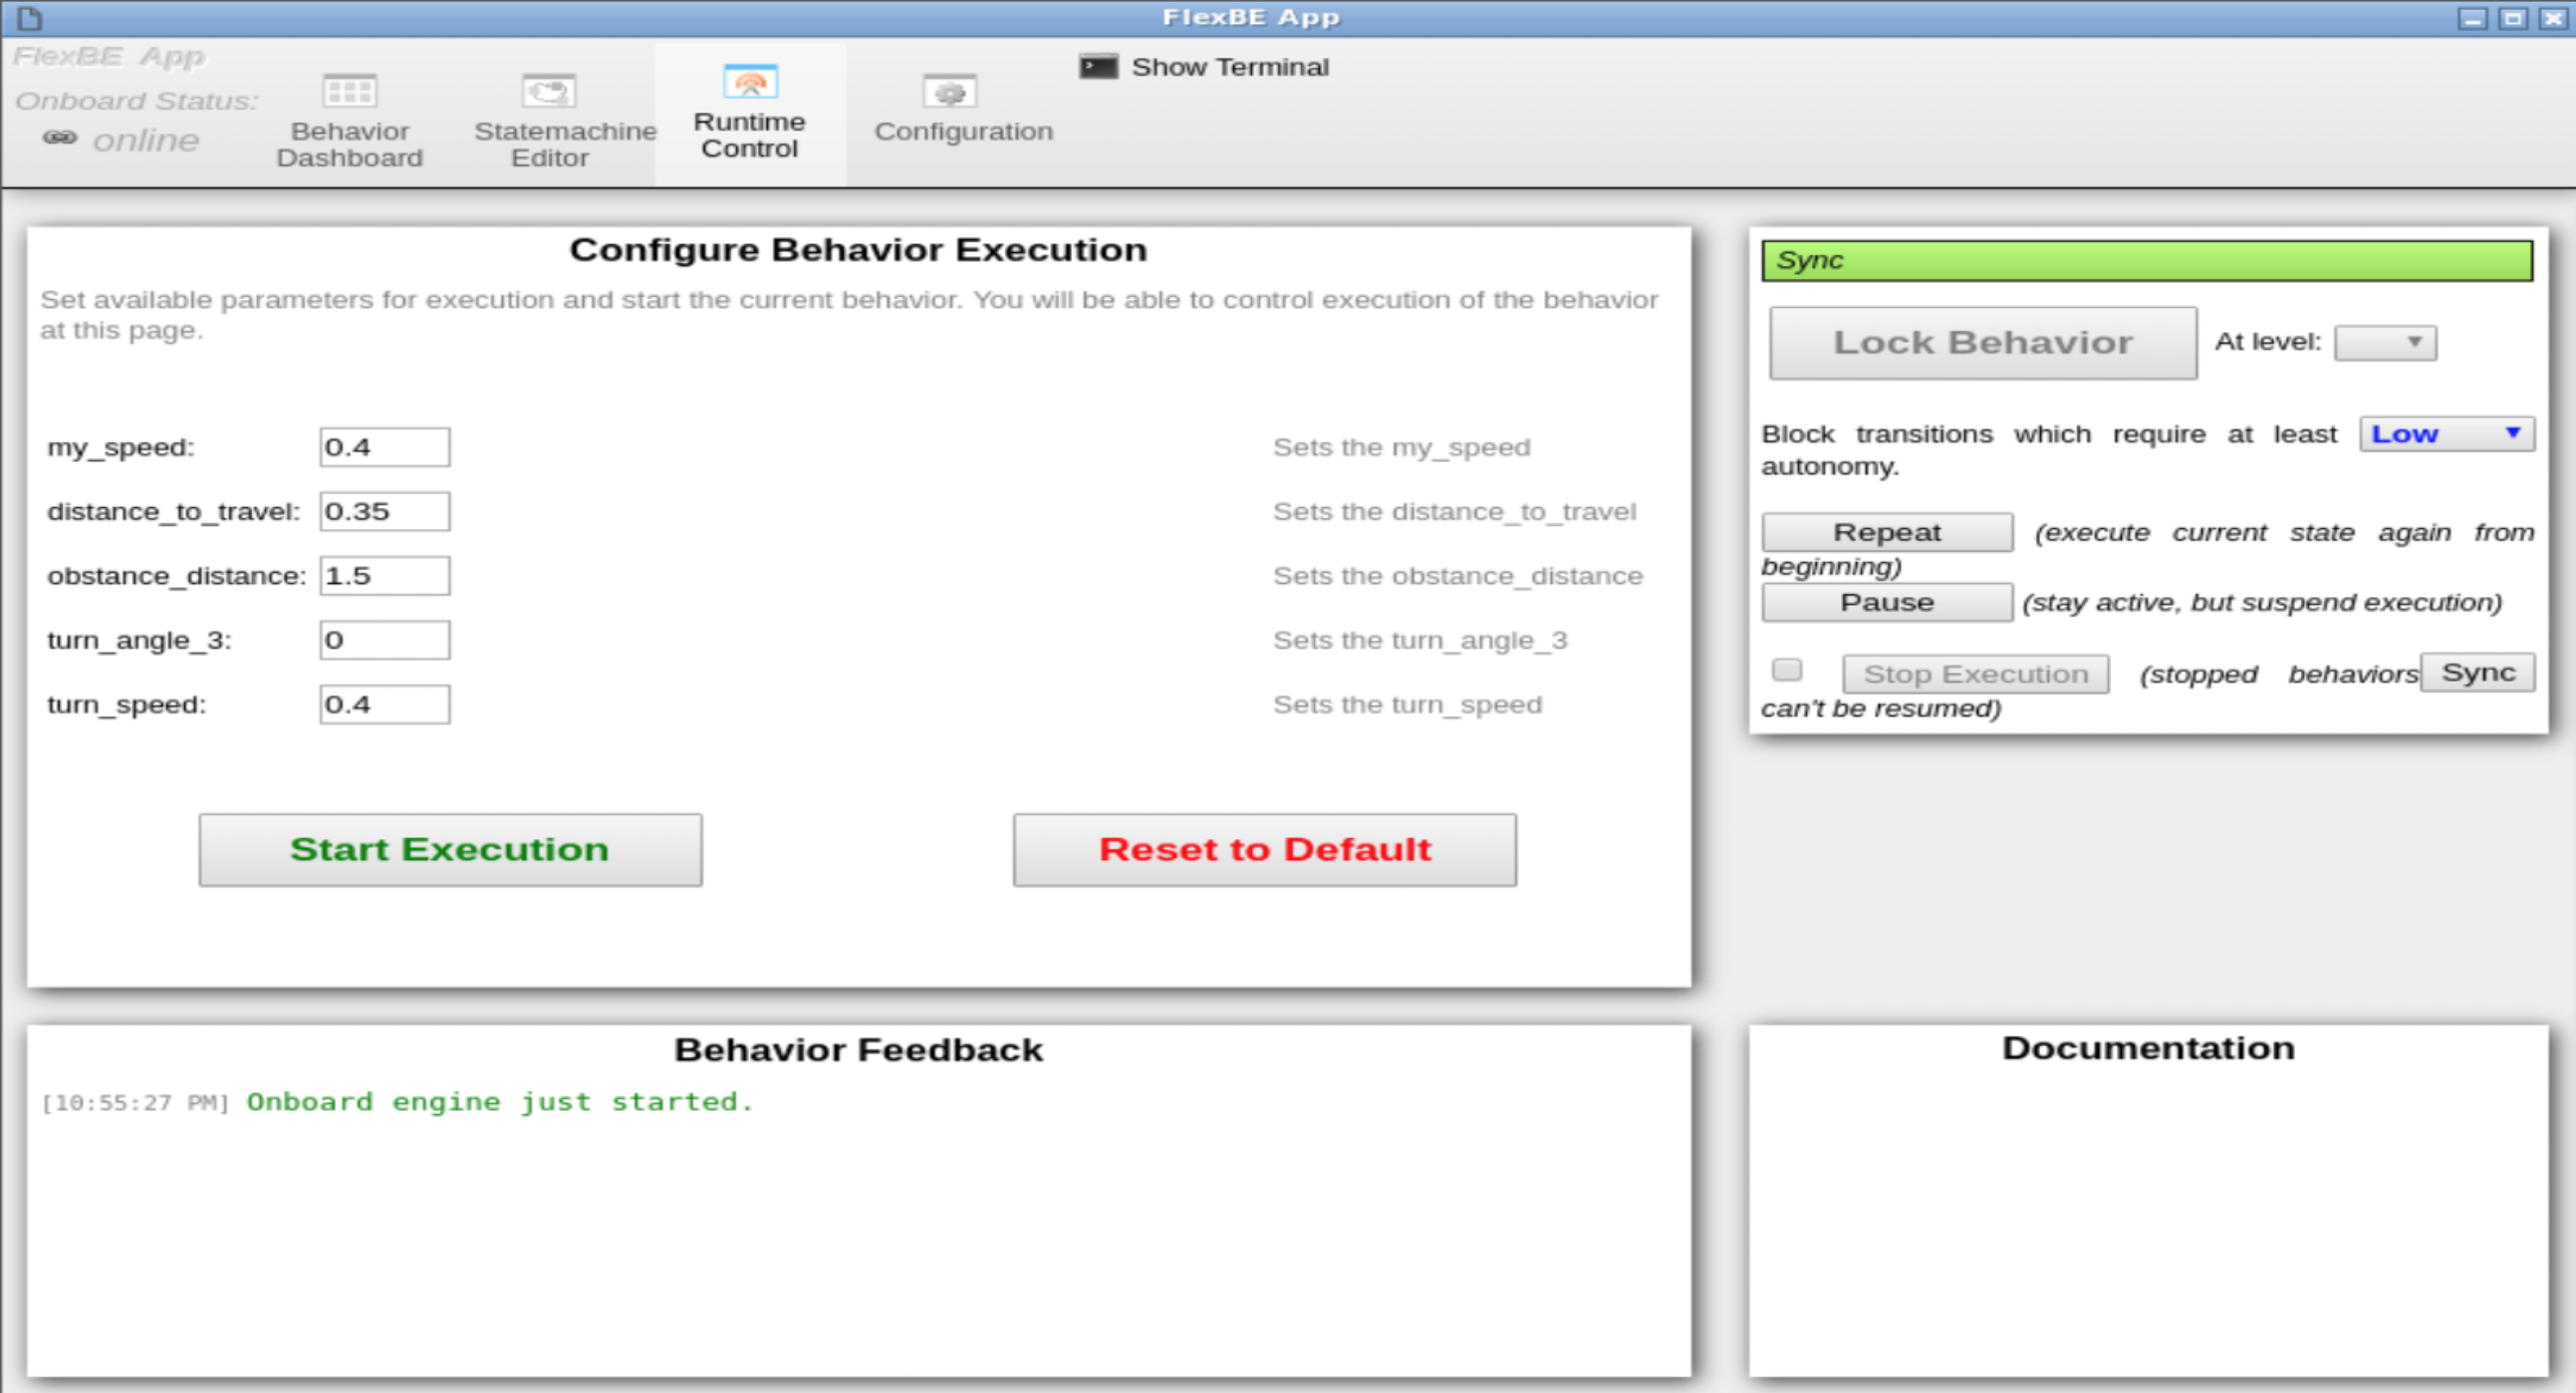 FlexBE App
FlexBE App
Onboard Status:
online
Behavior
Dashboard
Statemachine
Editor
Runtime
Control
Configuration
Show Terminal
Configure Behavior Execution
Set available parameters for execution and start the current behavior. You will be able to control execution of the behavior
at this page.
my_speed: 0.4 Sets the my_speed
distance_to_travel: 0.35 Sets the distance_to_travel
obstance_distance: 1.5 Sets the obstance_distance
turn_angle_3: 0 Sets the turn_angle_3
turn_speed: 0.4 Sets the turn_speed
Start Execution Reset to Default
Sync
Lock Behavior At level:
Block transitions which require at least Low
autonomy.
Repeat (execute current state again from
beginning)
Pause (stay active, but suspend execution)
Stop Execution (stopped behaviors Sync
can't be resumed)
Behavior Feedback
[10:55:27 PM] Onboard engine just started.
Documentation